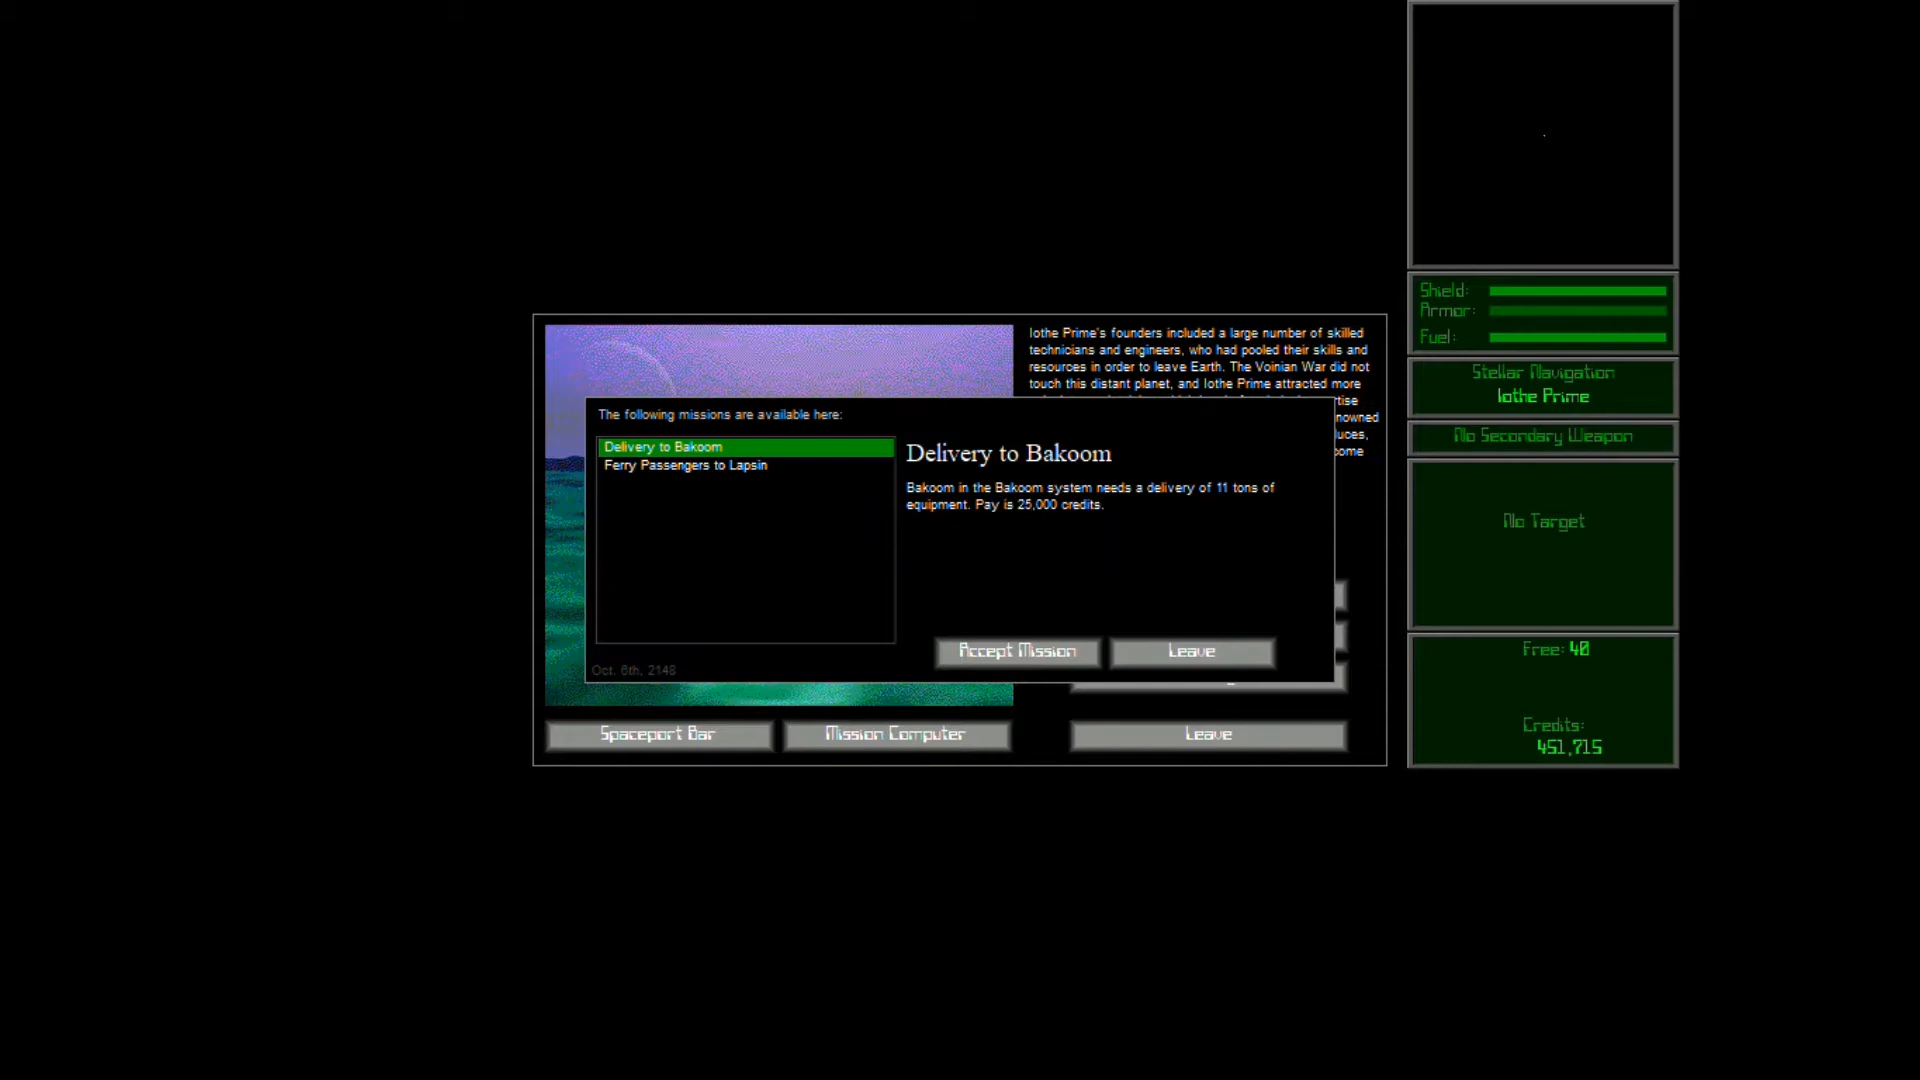 Iothe Prime's founders included a large number of skilled
technicians and engineers, who had pooled their skills and
resources in order to leave Earth. The Voinian War did not
touch this distant planet, and Iothe Prime attracted more
The following missions are available here:
Delivery to Bakoom
Ferry Passengers to Lapsin
Delivery to Bakoom
Bakoom in the Bakoom system needs a delivery of 11 tons of
equipment. Pay is 25,000 credits.
Accept Mission
Leave
Oct. 6th, 2148
Spaceport Bar
Mission Computer
Leave
Shield:
Armor:
Fuel:
Stellar Navigation
Iothe Prime
No Secondary Weapon
No Target
Free: 40
Credits:
451,715